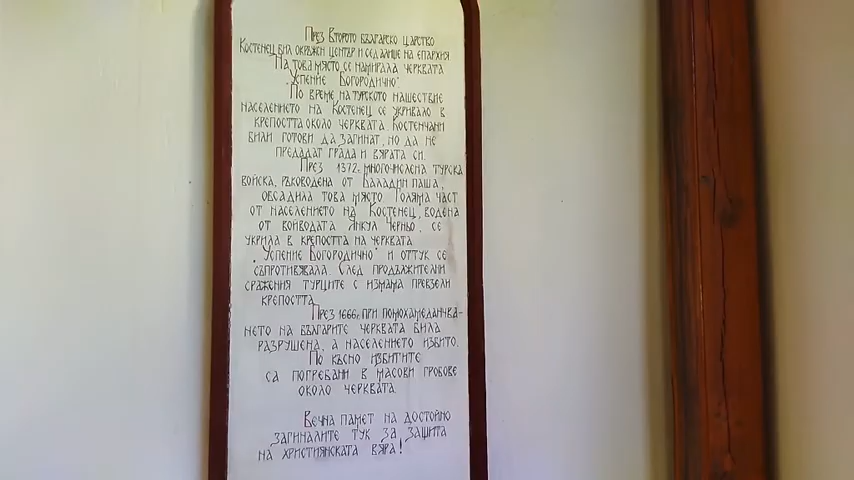 През Второто българско царство
Костенец бил окръжен център и седалище на епархия
На това място се намирала черквата
„Успение Богородично".
По време на турското нашествие
населението на Костенец се укривало в
крепостта около черквата. Костенчани
били готови да загинат, но да не
предадат града и вярата си.
През 1372г. многочислена турска
войска, ръководена от Баладин паша,
обсадила това място. Голяма част
от населението на Костенец, водена
от войводата Янкул Черньо, се
укрила в крепостта на черквата
„Успение Богородично" и оттук се
съпротивявала. След продължителни
сражения турците с измама превзели
крепостта.
През 1666г. при помохамеданчва-
нето на българите черквата била
разрушена, а населението избито.
По късно избитите
са погребани в масови гробове
около черквата.
Вечна памет на достойно
загиналите тук за защита
на християнската вяра!